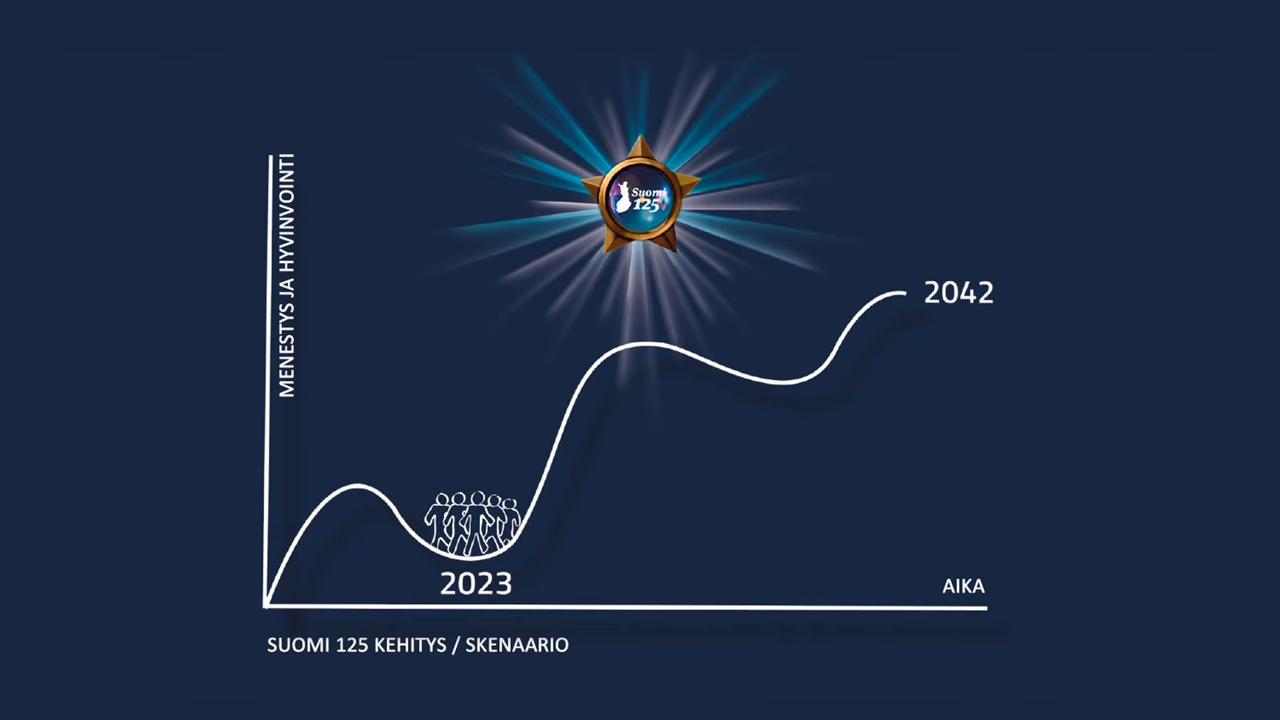 Suomi
125
MENESTYS JA HYVINVOINTI
2042
2023
AIKA
SUOMI 125 KEHITYS / SKENAARIO